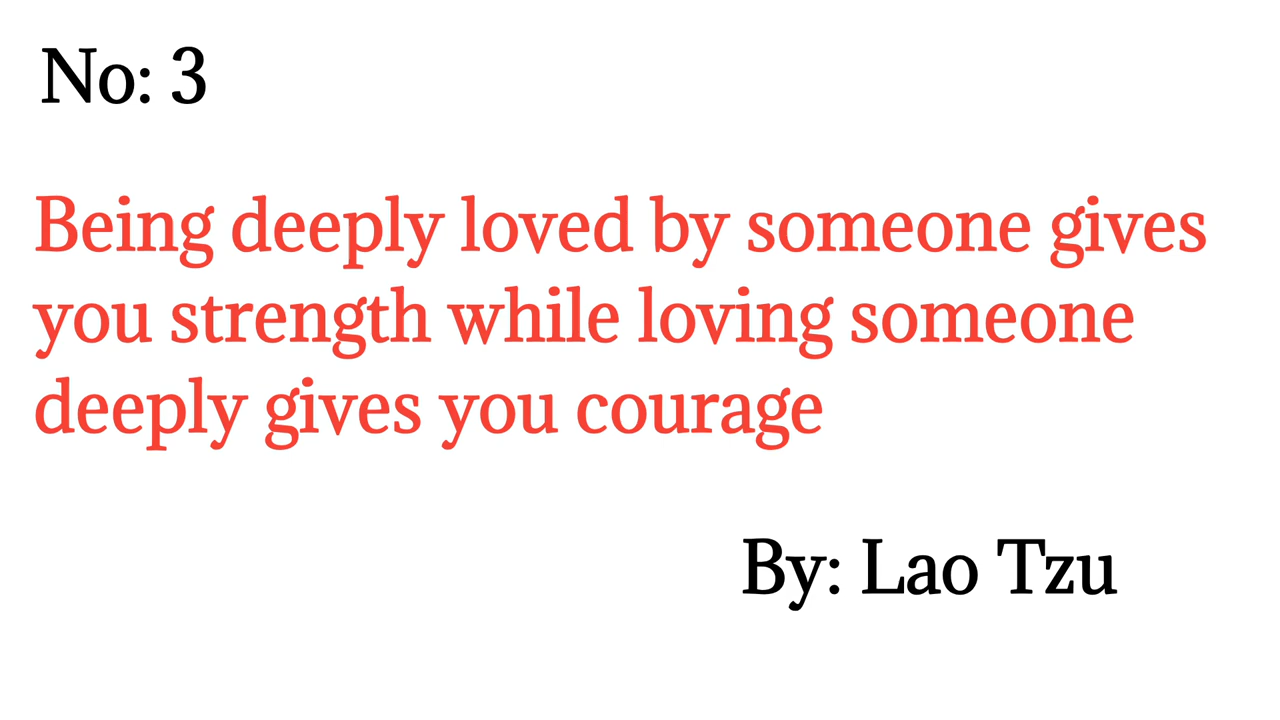 No: 3
Being deeply loved by someone gives
you strength while loving someone
deeply gives you courage
By: Lao Tzu